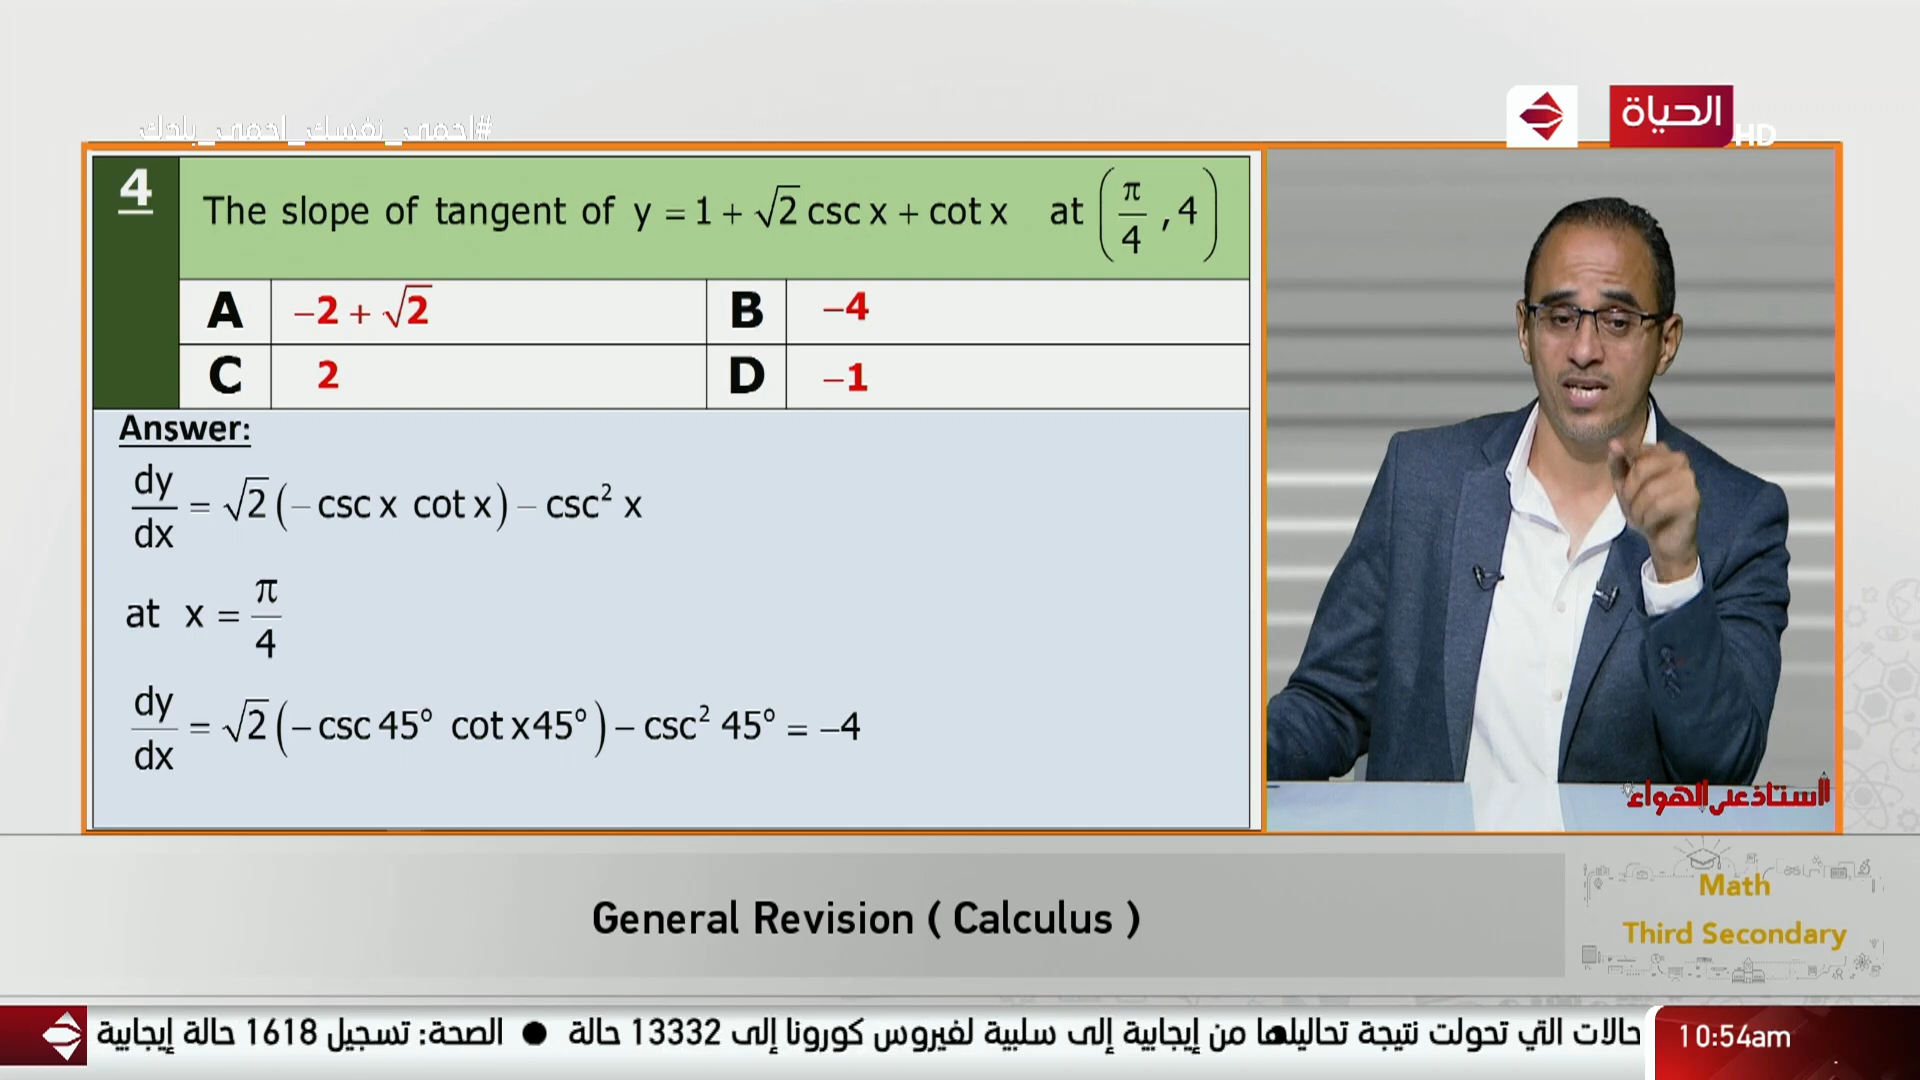 #احمي_نفسك_احمي_بلدك
الحياة
HD
4
The slope of tangent of y = 1 + √2 csc x + cot x at (π/4 , 4)
A −2 + √2 B −4
C 2 D −1
Answer:
dy/dx = √2 (− csc x cot x) − csc² x
at x = π/4
dy/dx = √2 (− csc 45° cot x45°) − csc² 45° = −4
أستاذ على الهواء
General Revision ( Calculus )
Math
Third Secondary
حالات التي تحولت نتيجة تحاليلها من إيجابية إلى سلبية لفيروس كورونا إلى 13332 حالة ● الصحة: تسجيل 1618 حالة إيجابية
10:54am